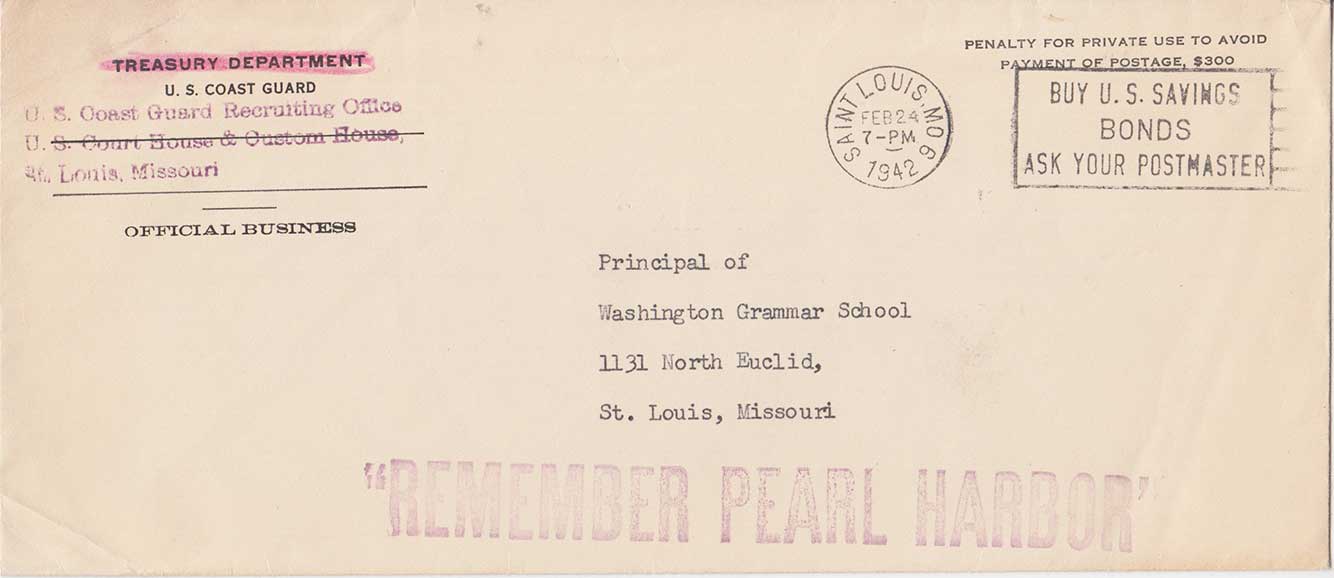 TREASURY DEPARTMENT
U. S. COAST GUARD
U. S. Coast Guard Recruiting Office
U. S. Court House & Custom House,
St. Louis, Missouri
OFFICIAL BUSINESS
PENALTY FOR PRIVATE USE TO AVOID
PAYMENT OF POSTAGE, $300
SAINT LOUIS, MO 6
FEB 24
7-PM
1942
BUY U.S. SAVINGS
BONDS
ASK YOUR POSTMASTER
Principal of
Washington Grammar School
1131 North Euclid,
St. Louis, Missouri
"REMEMBER PEARL HARBOR"